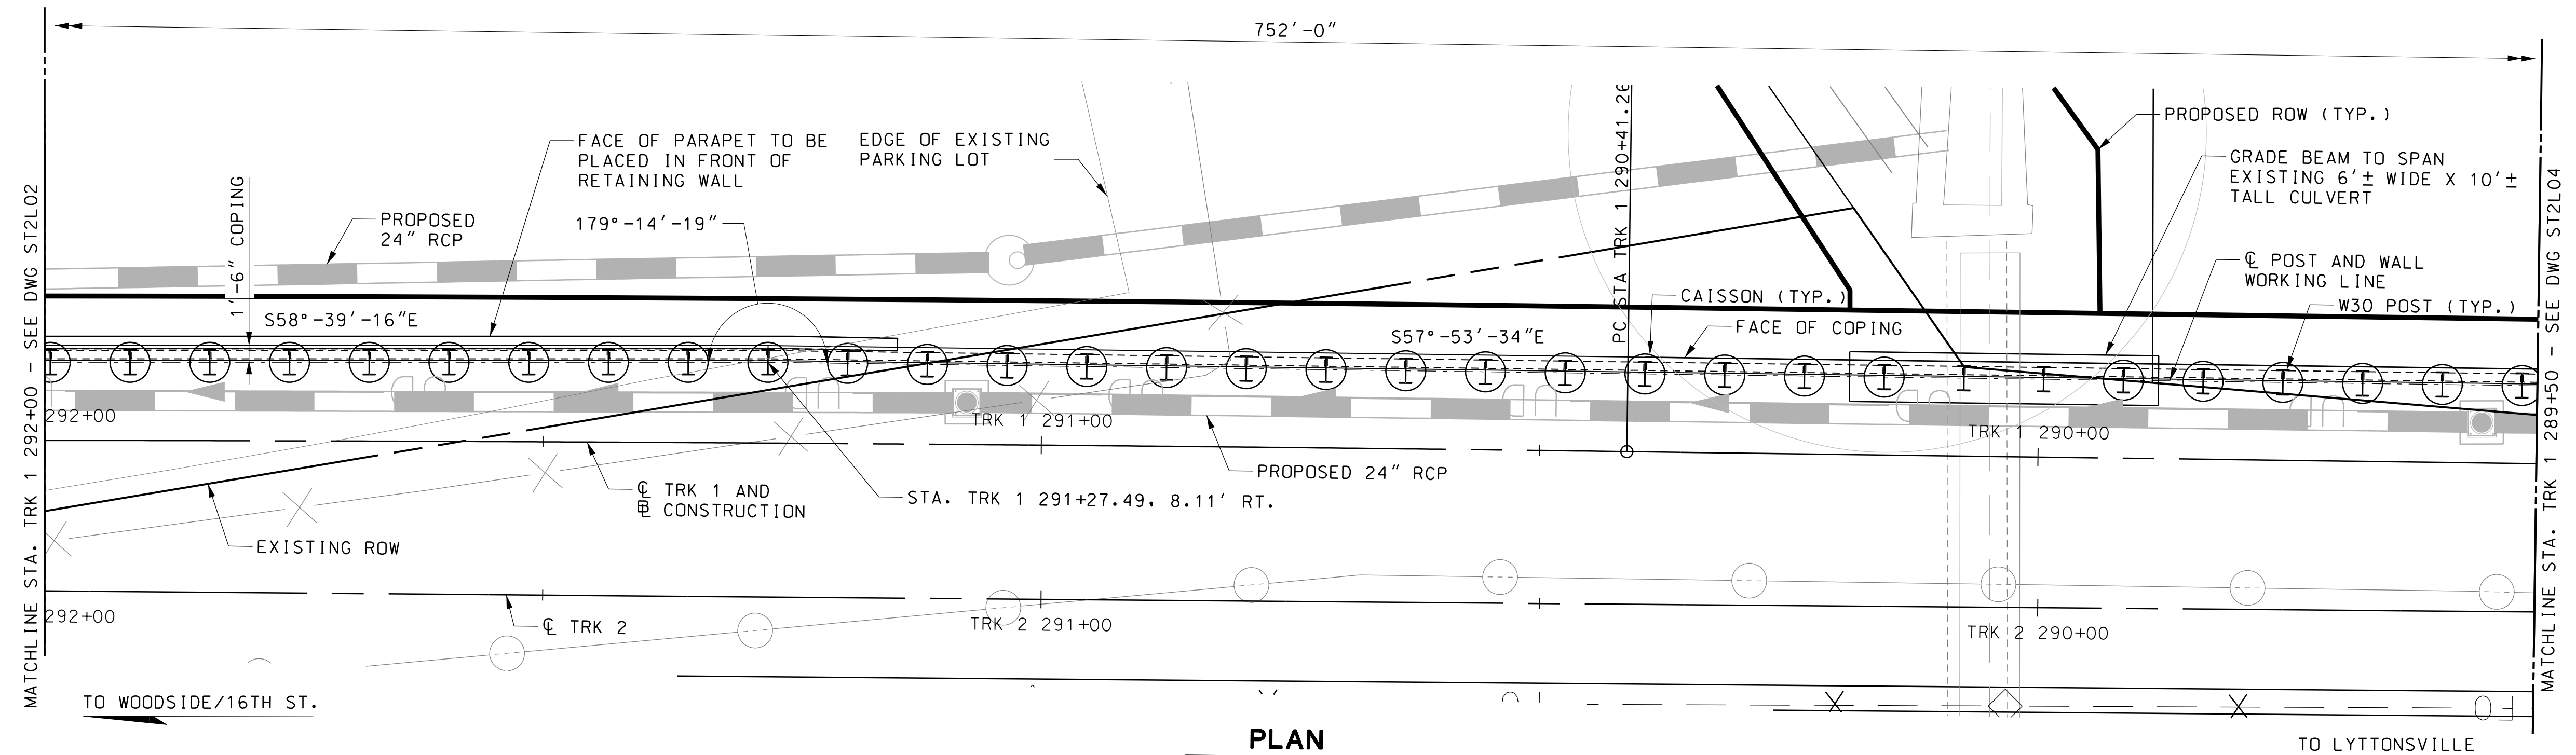 752'-0"
FACE OF PARAPET TO BE
PLACED IN FRONT OF
RETAINING WALL
EDGE OF EXISTING
PARKING LOT
PROPOSED ROW (TYP.)
GRADE BEAM TO SPAN
EXISTING 6'± WIDE X 10'±
TALL CULVERT
1'-6" COPING
PROPOSED
24" RCP
179°-14'-19"
PC STA TRK 1 290+41.26
℄ POST AND WALL
WORKING LINE
S58°-39'-16"E
CAISSON (TYP.)
W30 POST (TYP.)
FACE OF COPING
S57°-53'-34"E
MATCHLINE STA. TRK 1 292+00 - SEE DWG ST2L02
MATCHLINE STA. TRK 1 289+50 - SEE DWG ST2L04
292+00
TRK 1 291+00
TRK 1 290+00
PROPOSED 24" RCP
℄ TRK 1 AND
BL CONSTRUCTION
STA. TRK 1 291+27.49, 8.11' RT.
EXISTING ROW
292+00
℄ TRK 2
TRK 2 291+00
TRK 2 290+00
TO WOODSIDE/16TH ST.
PLAN
TO LYTTONSVILLE